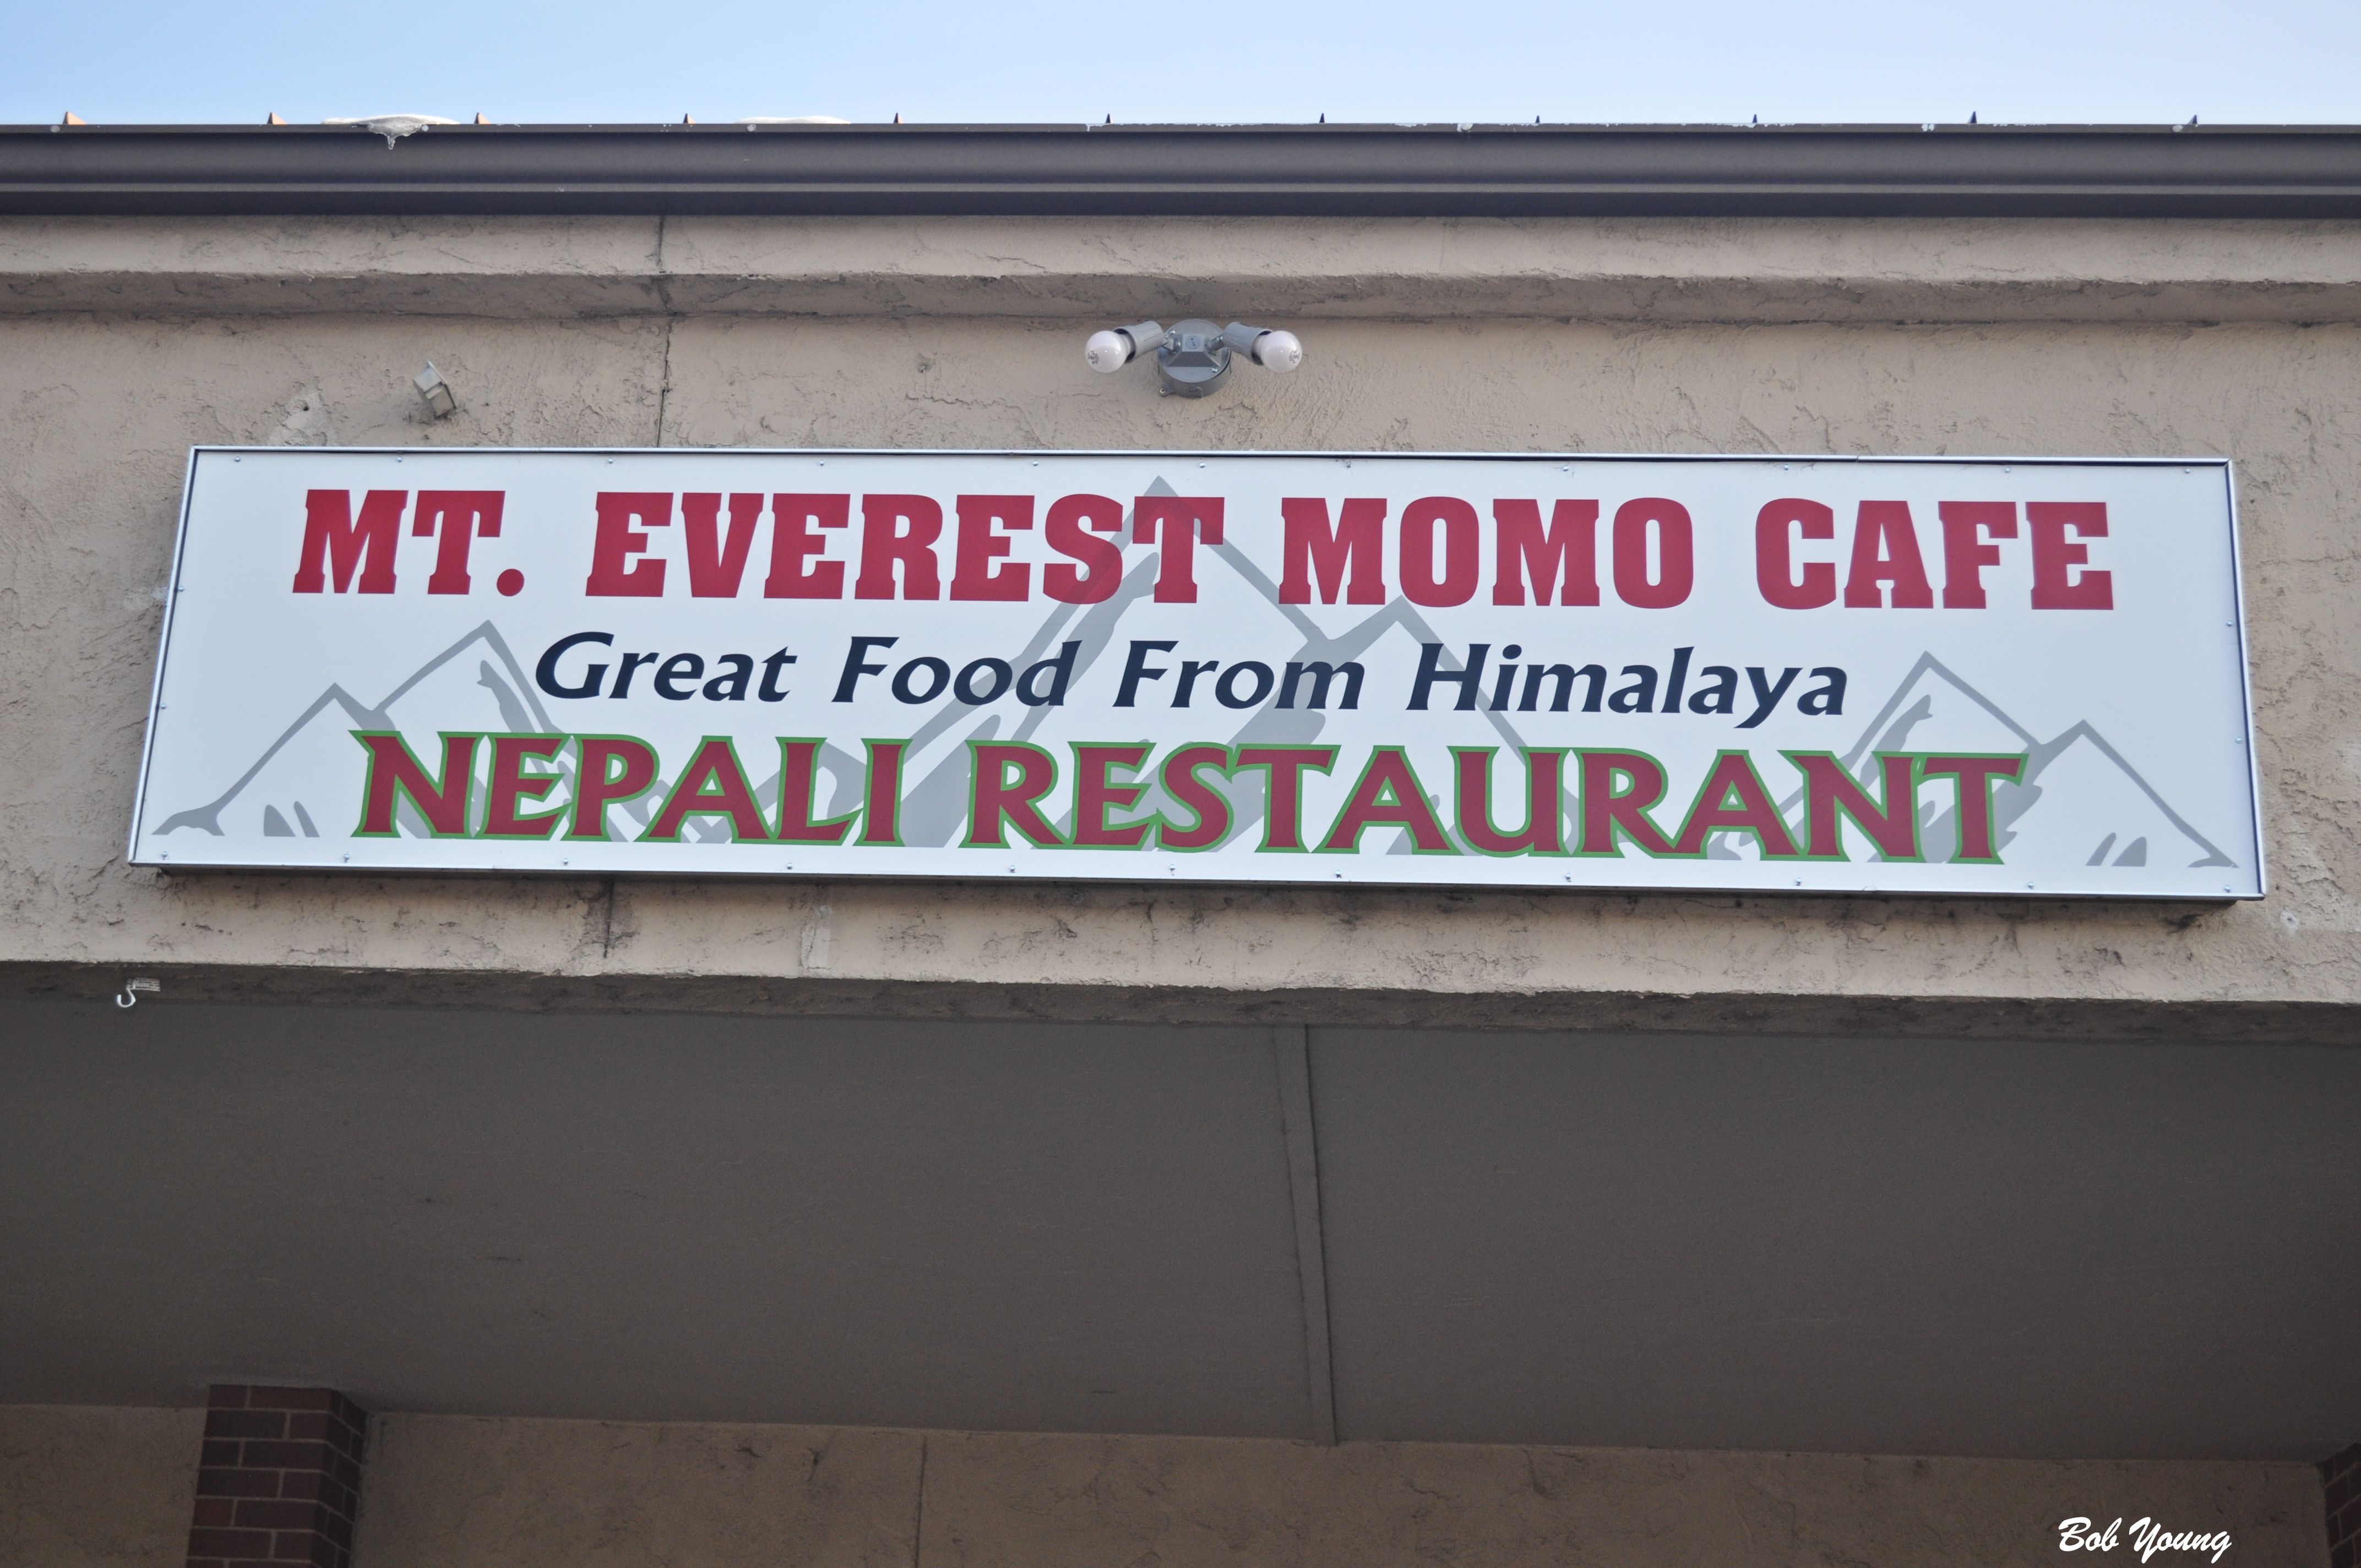 MT. EVEREST MOMO CAFE
Great Food From Himalaya
NEPALI RESTAURANT
Bob Young